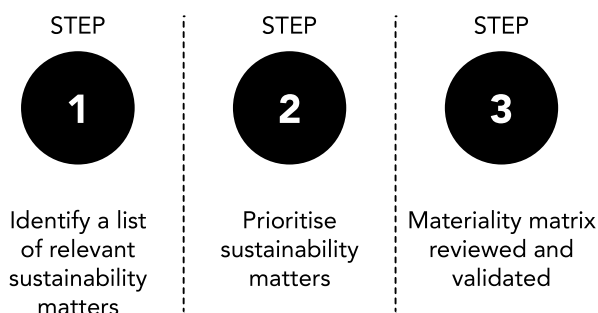 STEP
1
Identify a list
of relevant
sustainability
matters
STEP
2
Prioritise
sustainability
matters
STEP
3
Materiality matrix
reviewed and
validated